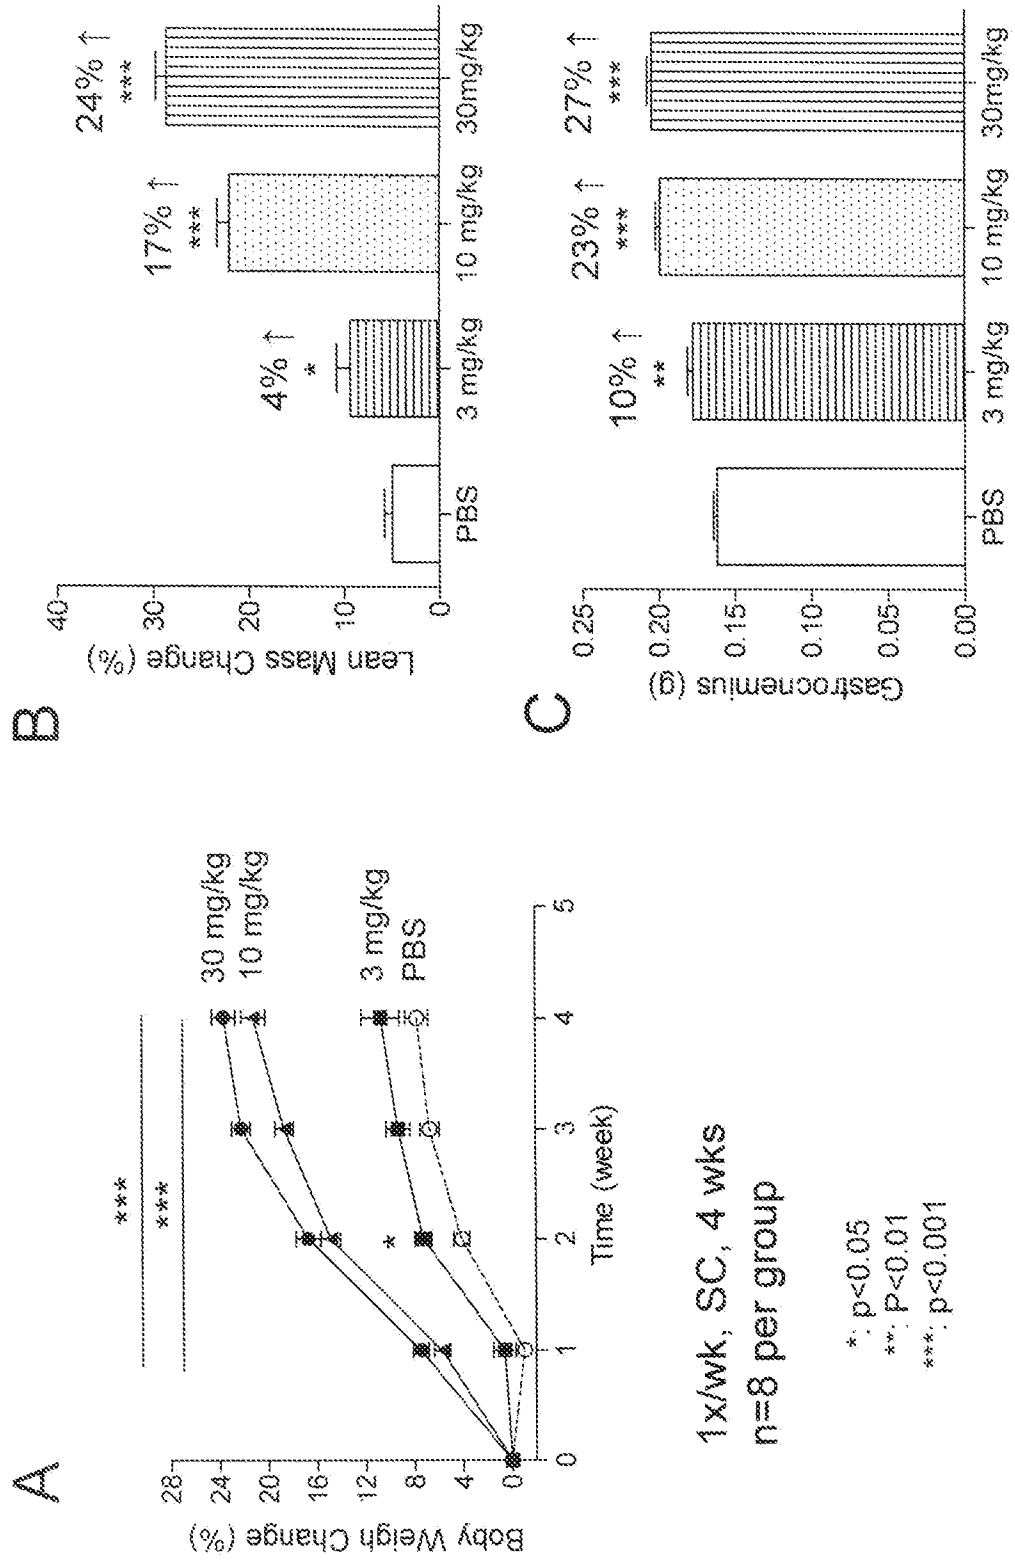 A
Boby Weigh Change (%)
28
24
20
16
12
8
4
0
0 1 2 3 4 5
Time (week)
***
***
*
30 mg/kg
10 mg/kg
3 mg/kg
PBS
1x/wk, SC, 4 wks
n=8 per group
*: p<0.05
**: P<0.01
***: p<0.001
B
Lean Mass Change (%)
40
30
20
10
0
4% ↑
*
17% ↑
***
24% ↑
***
PBS 3 mg/kg 10 mg/kg 30mg/kg
C
Gastrocnemius (g)
0.25
0.20
0.15
0.10
0.05
0.00
10% ↑
**
23% ↑
***
27% ↑
***
PBS 3 mg/kg 10 mg/kg 30mg/kg